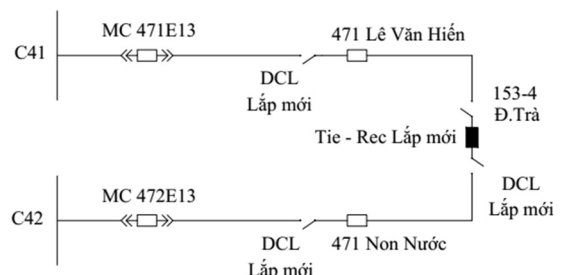 MC 471E13
C41
471 Lê Văn Hiến
DCL
Lắp mới
153-4
Đ.Trà
Tie - Rec Lắp mới
DCL
Lắp mới
MC 472E13
C42
DCL
Lắp mới
471 Non Nước